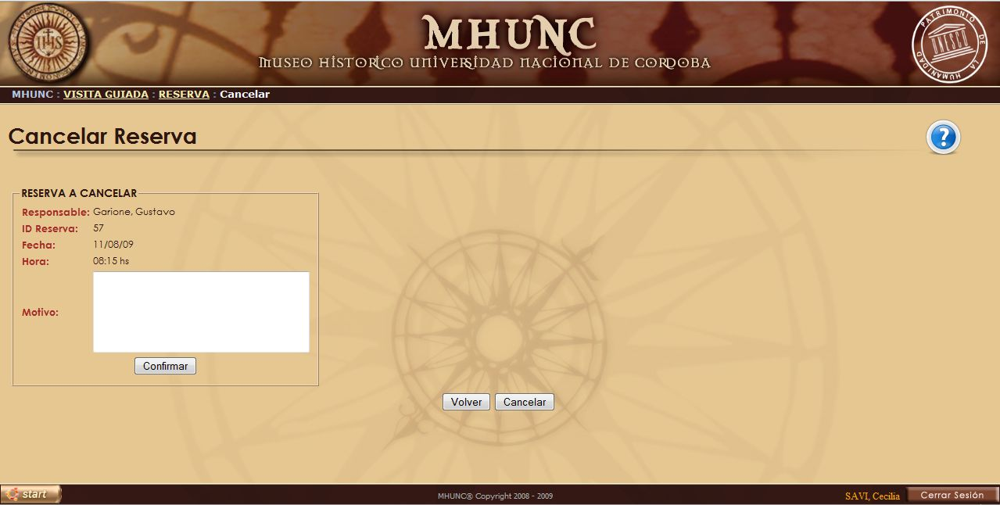 MHUNC
MUSEO HISTORICO UNIVERSIDAD NACIONAL DE CORDOBA
PATRIMONIO DE LA HUMANIDAD
UNESCO
IHS
MHUNC : VISITA GUIADA : RESERVA : Cancelar
Cancelar Reserva
?
RESERVA A CANCELAR
Responsable: Garione, Gustavo
ID Reserva: 57
Fecha: 11/08/09
Hora: 08:15 hs
Motivo:
Confirmar
Volver Cancelar
start
MHUNC® Copyright 2008 - 2009
SAVI, Cecilia
Cerrar Sesión